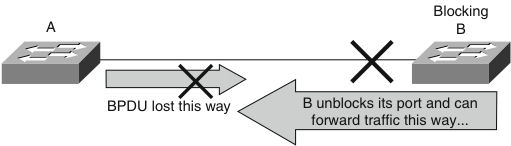 A
Blocking
B
BPDU lost this way
B unblocks its port and can
forward traffic this way...